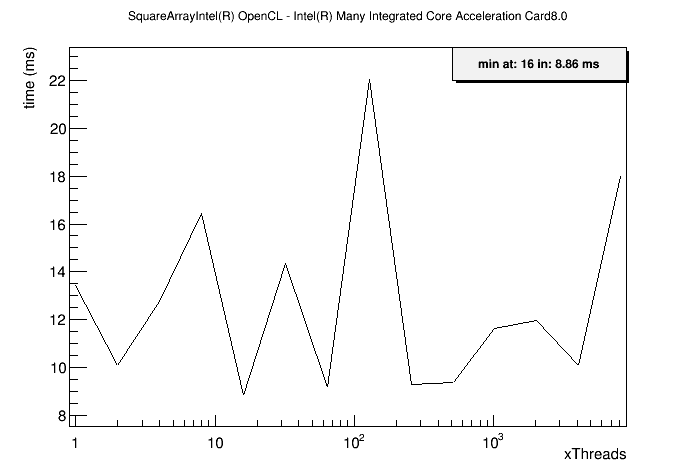 SquareArrayIntel(R) OpenCL - Intel(R) Many Integrated Core Acceleration Card8.0
min at: 16 in: 8.86 ms
time (ms)
22
20
18
16
14
12
10
8
1 10 10² 10³
xThreads